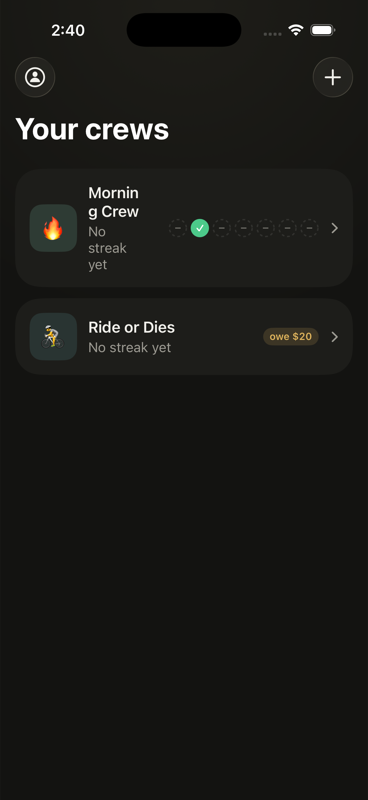 2:40
Your crews
Mornin
g Crew
No
streak
yet
Ride or Dies
No streak yet
owe $20